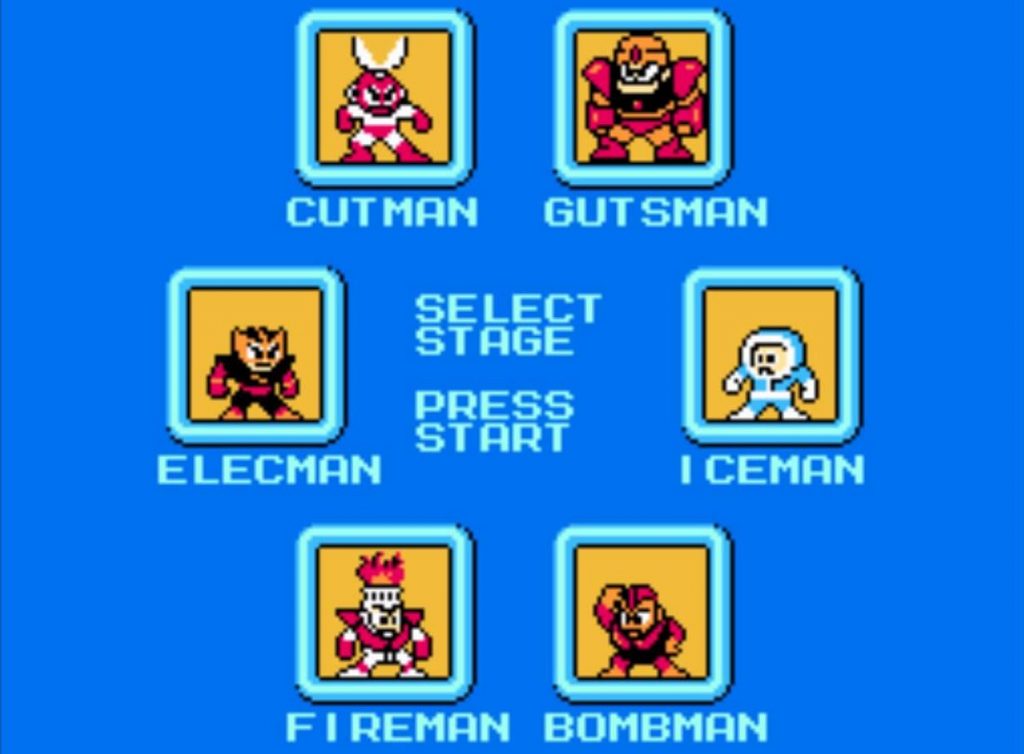 CUTMAN
GUTSMAN
SELECT
STAGE
PRESS
START
ELECMAN
ICEMAN
FIREMAN
BOMBMAN